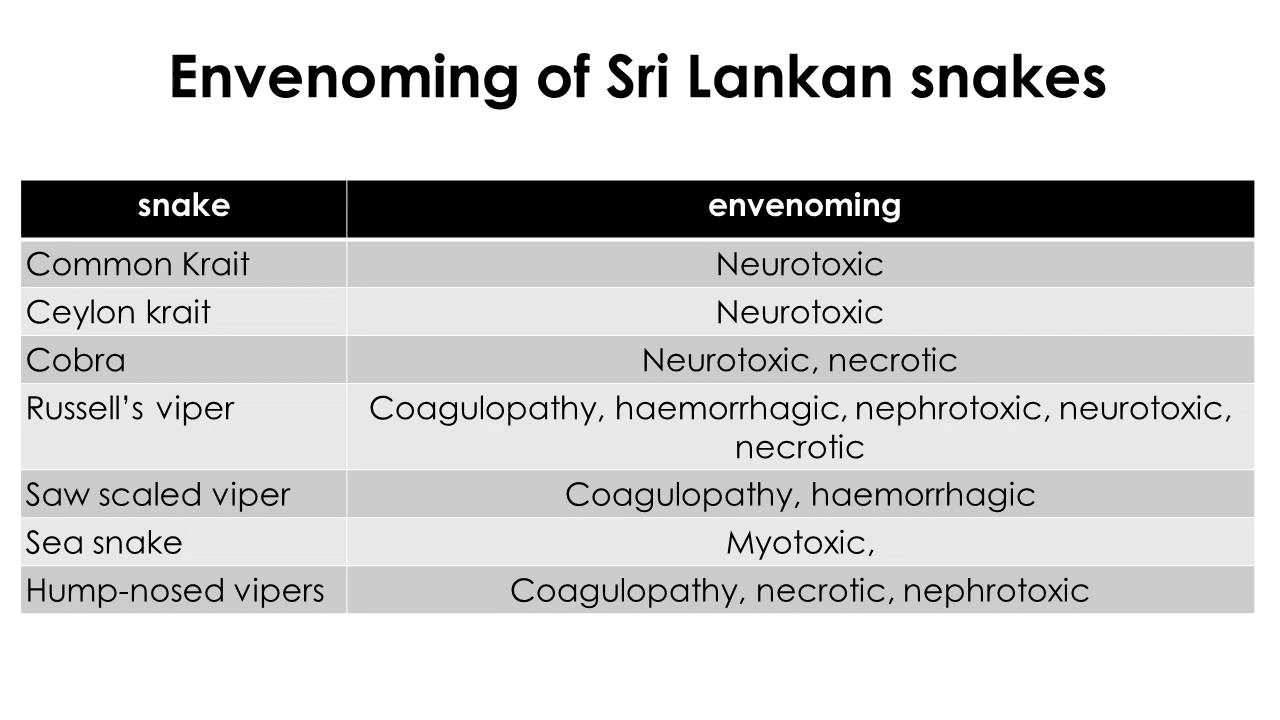 Envenoming of Sri Lankan snakes
snake envenoming
Common Krait Neurotoxic
Ceylon krait Neurotoxic
Cobra Neurotoxic, necrotic
Russell’s viper Coagulopathy, haemorrhagic, nephrotoxic, neurotoxic,
necrotic
Saw scaled viper Coagulopathy, haemorrhagic
Sea snake Myotoxic,
Hump-nosed vipers Coagulopathy, necrotic, nephrotoxic